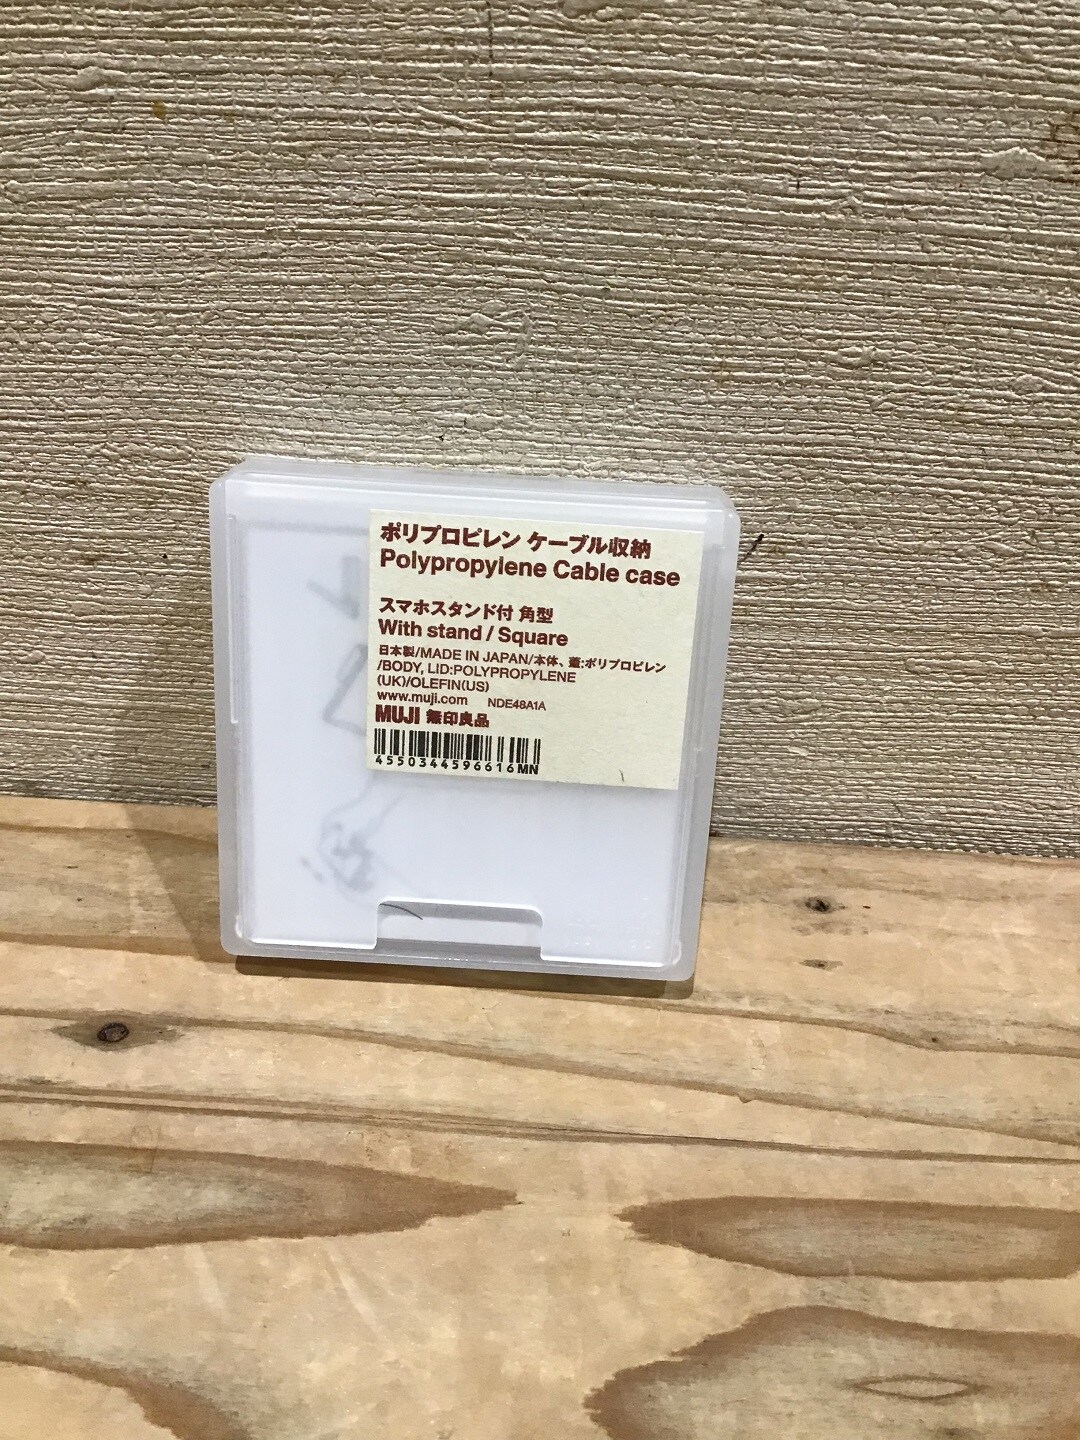 ポリプロピレン ケーブル収納
Polypropylene Cable case
スマホスタンド付 角型
With stand / Square
日本製/MADE IN JAPAN/本体、蓋:ポリプロピレン
/BODY, LID:POLYPROPYLENE
(UK)/OLEFIN(US)
www.muji.com NDE48A1A
MUJI 無印良品
4550344596616MN